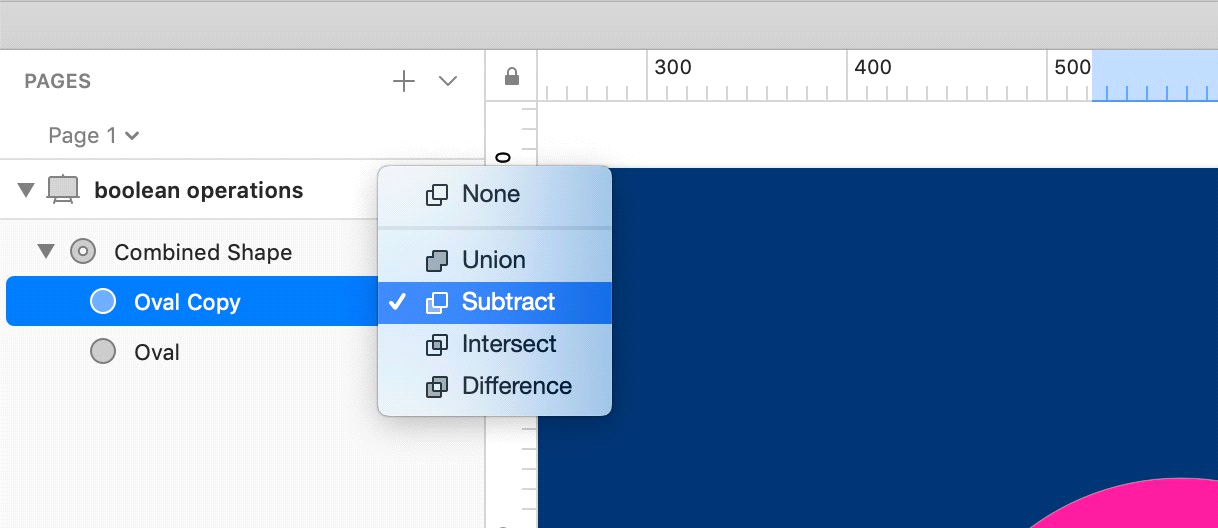 PAGES
300
400
500
Page 1
0
boolean operations
None
Combined Shape
Union
Oval Copy
Subtract
Oval
Intersect
Difference